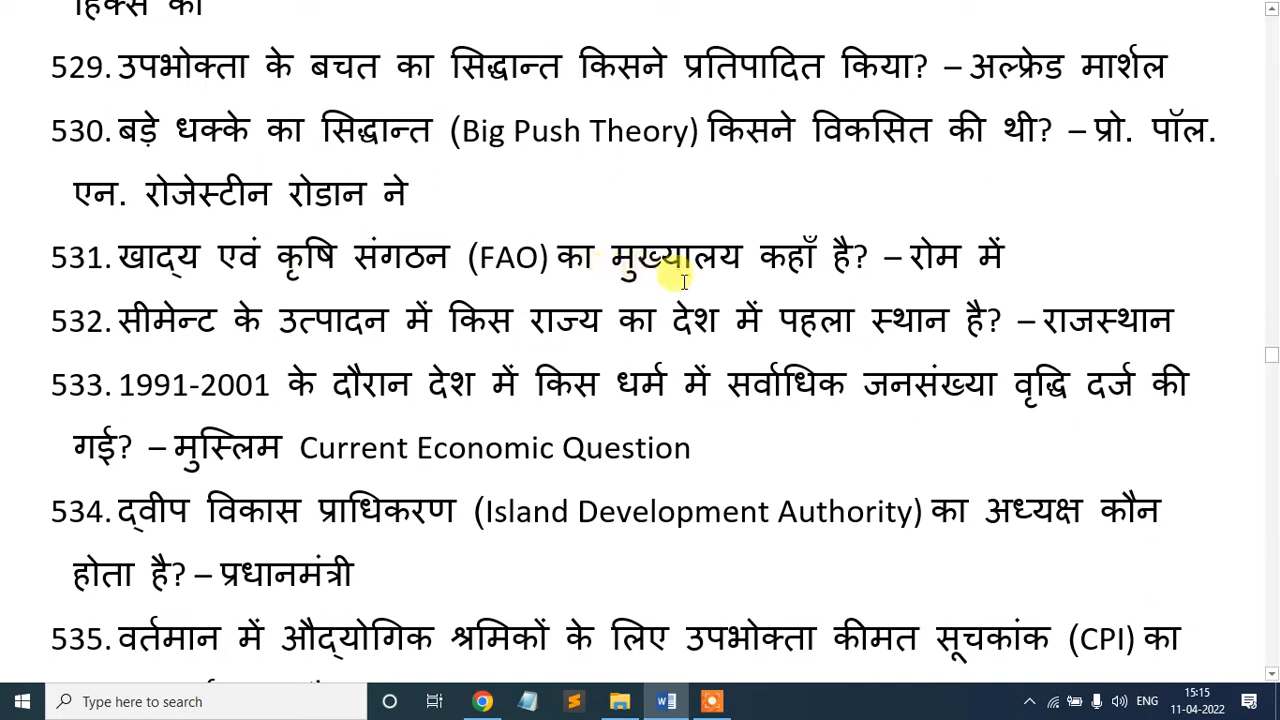 529. उपभोक्ता के बचत का सिद्धान्त किसने प्रतिपादित किया? – अल्फ्रेड मार्शल
530. बड़े धक्के का सिद्धान्त (Big Push Theory) किसने विकसित की थी? – प्रो. पॉल.
एन. रोजेस्टीन रोडान ने
531. खाद्य एवं कृषि संगठन (FAO) का मुख्यालय कहाँ है? – रोम में
532. सीमेन्ट के उत्पादन में किस राज्य का देश में पहला स्थान है? – राजस्थान
533. 1991-2001 के दौरान देश में किस धर्म में सर्वाधिक जनसंख्या वृद्धि दर्ज की
गई? – मुस्लिम Current Economic Question
534. द्वीप विकास प्राधिकरण (Island Development Authority) का अध्यक्ष कौन
होता है? – प्रधानमंत्री
535. वर्तमान में औद्योगिक श्रमिकों के लिए उपभोक्ता कीमत सूचकांक (CPI) का
Type here to search
ENG
15:15
11-04-2022